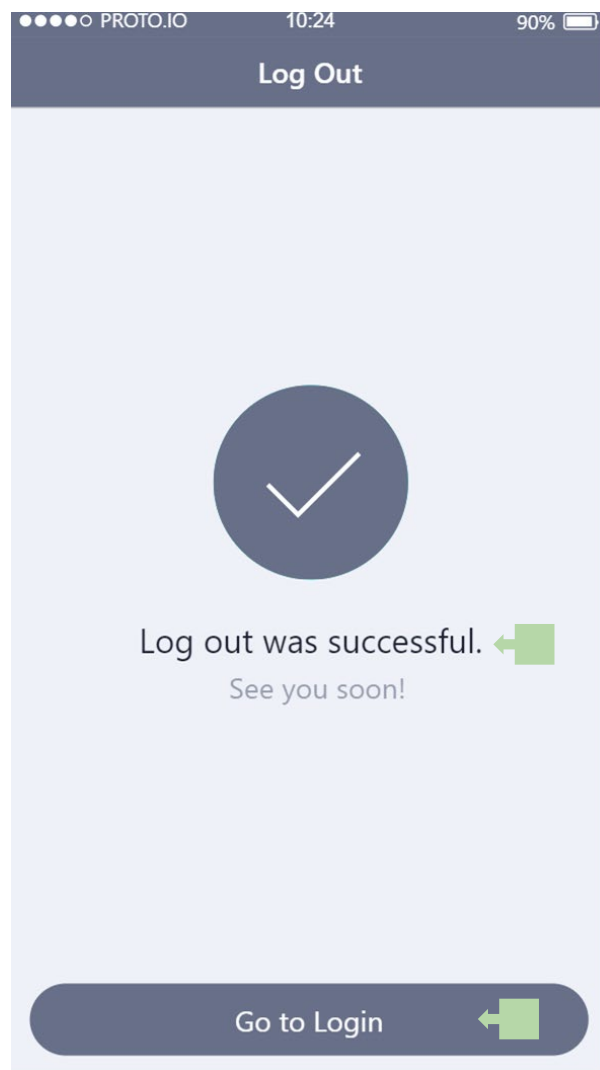 PROTO.IO 10:24 90%
Log Out
Log out was successful.
See you soon!
Go to Login